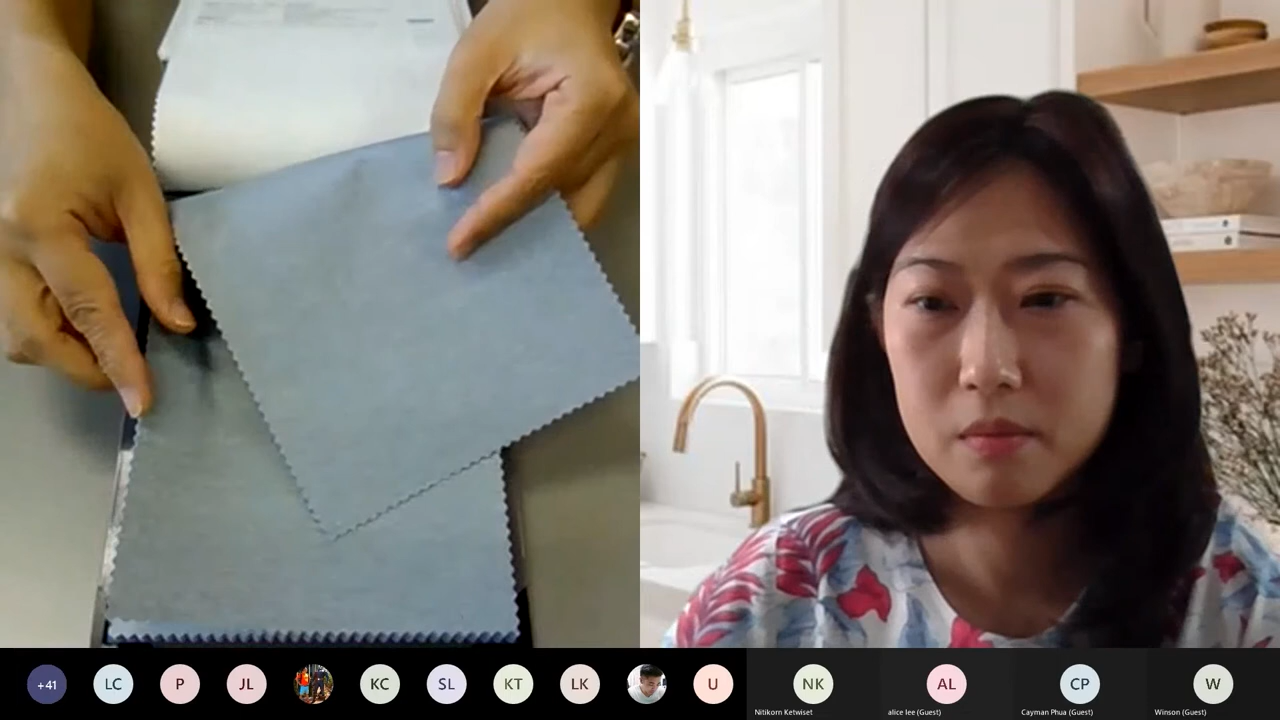 +41
LC
P
JL
KC
SL
KT
LK
U
NK
AL
CP
W
Nitikorn Ketwiset
alice lee (Guest)
Cayman Phua (Guest)
Winson (Guest)